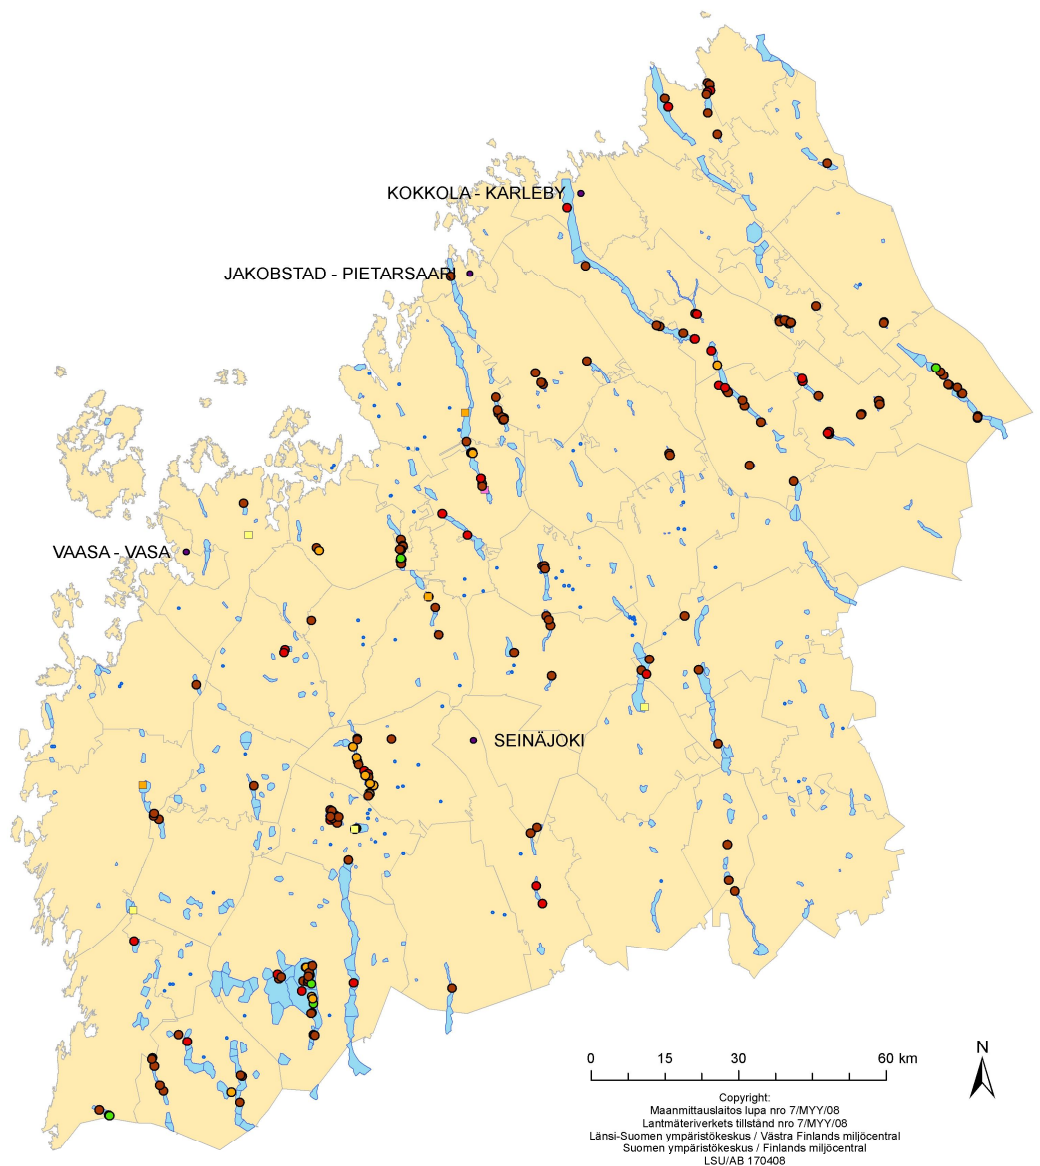 KOKKOLA - KARLEBY
JAKOBSTAD - PIETARSAARI
VAASA - VASA
SEINÄJOKI
N
0 15 30 60 km
Copyright:
Maanmittauslaitos lupa nro 7/MYY/08
Lantmäteriverkets tillstànd nro 7/MYY/08
Länsi-Suomen ympäristökeskus / Västra Finlands miljöcentral
Suomen ympäristökeskus / Finlands miljöcentral
LSU/AB 170408